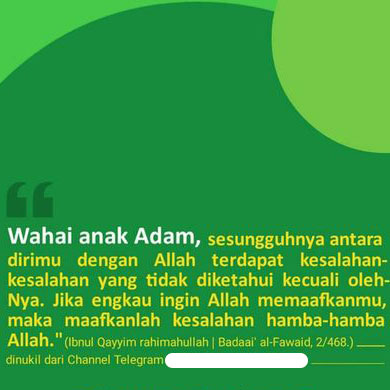 Wahai anak Adam, sesungguhnya antara
dirimu dengan Allah terdapat kesalahan-
kesalahan yang tidak diketahui kecuali oleh-
Nya. Jika engkau ingin Allah memaafkanmu,
maka maafkanlah kesalahan hamba-hamba
Allah." (Ibnul Qayyim rahimahullah | Badaai' al-Fawaid, 2/468.)
dinukil dari Channel Telegram